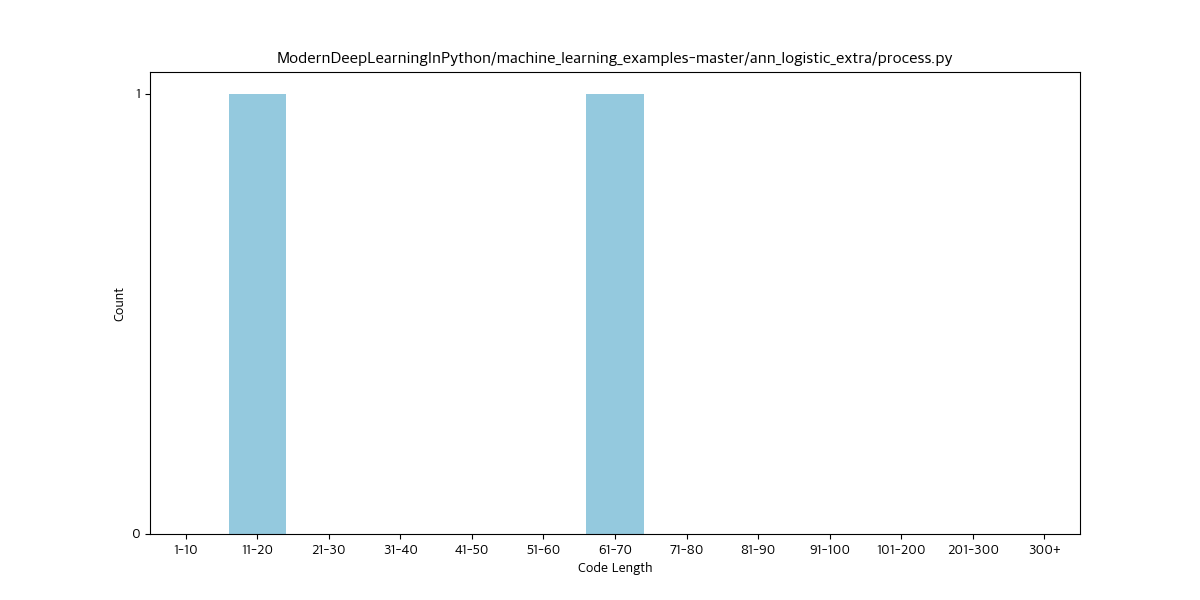 ModernDeepLearningInPython/machine_learning_examples-master/ann_logistic_extra/process.py
1
Count
0
1-10 11-20 21-30 31-40 41-50 51-60 61-70 71-80 81-90 91-100 101-200 201-300 300+
Code Length